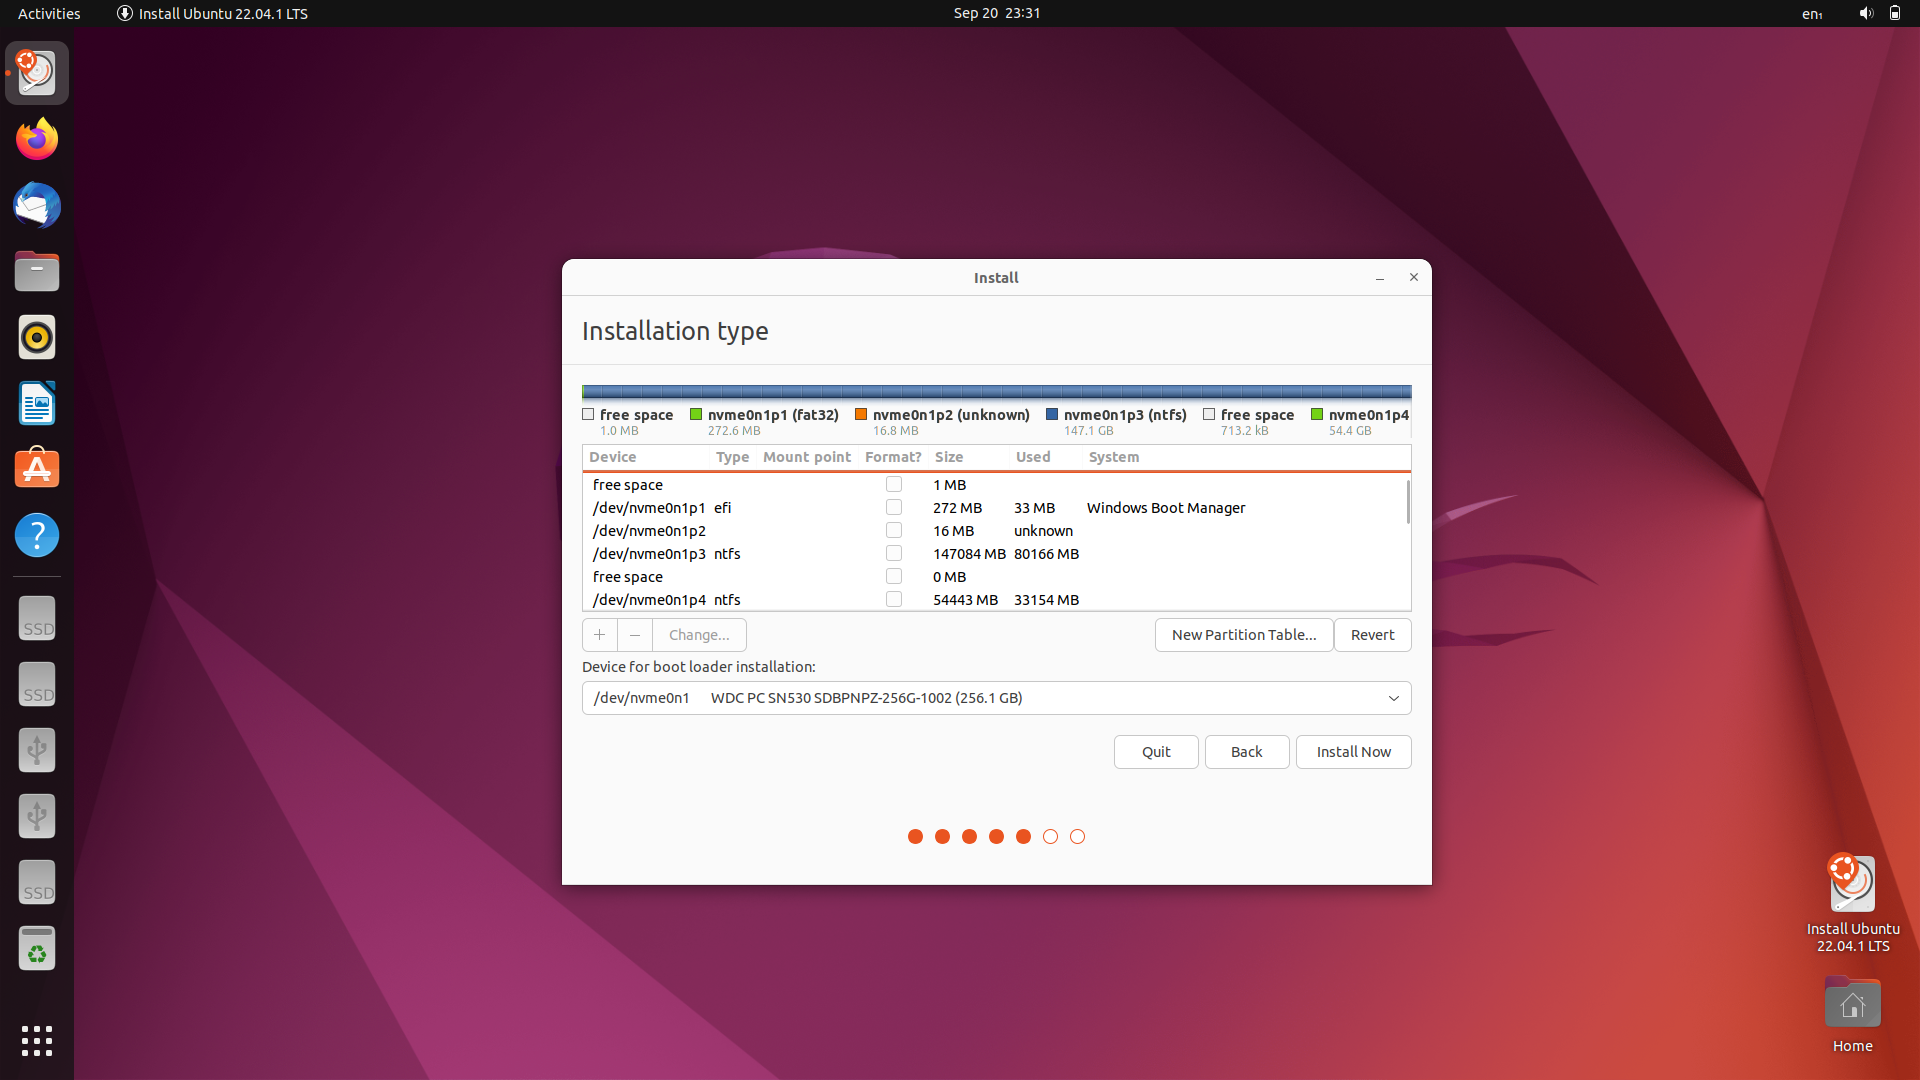 Activities
Install Ubuntu 22.04.1 LTS
Sep 20 23:31
en₁
Install
Installation type
free space
1.0 MB
nvme0n1p1 (fat32)
272.6 MB
nvme0n1p2 (unknown)
16.8 MB
nvme0n1p3 (ntfs)
147.1 GB
free space
713.2 kB
nvme0n1p4
54.4 GB
Device Type Mount point Format? Size Used System
free space 1 MB
/dev/nvme0n1p1 efi 272 MB 33 MB Windows Boot Manager
/dev/nvme0n1p2 16 MB unknown
/dev/nvme0n1p3 ntfs 147084 MB 80166 MB
free space 0 MB
/dev/nvme0n1p4 ntfs 54443 MB 33154 MB
+ − Change... New Partition Table... Revert
Device for boot loader installation:
/dev/nvme0n1 WDC PC SN530 SDBPNPZ-256G-1002 (256.1 GB)
Quit Back Install Now
SSD
SSD
SSD
Install Ubuntu
22.04.1 LTS
Home